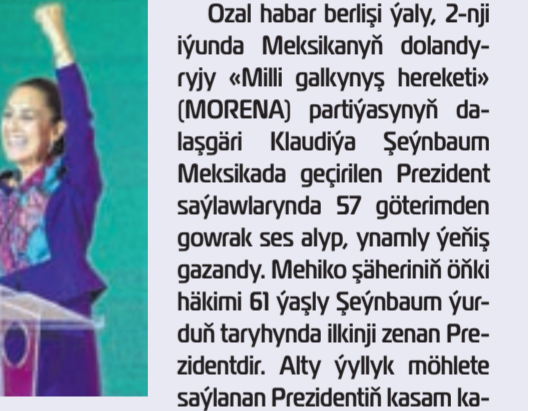 Ozal habar berlişi ýaly, 2-nji
iýunda Meksikanyň dolandy-
ryjy «Milli galkynyş hereketi»
(MORENA) partiýasynyň da-
laşgäri Klaudiýa Şeýnbaum
Meksikada geçirilen Prezident
saýlawlarynda 57 göterimden
gowrak ses alyp, ynamly ýeňiş
gazandy. Mehiko şäheriniň öňki
häkimi 61 ýaşly Şeýnbaum ýur-
duň taryhynda ilkinji zenan Pre-
zidentdir. Alty ýyllyk möhlete
saýlanan Prezidentiň kasam ka-